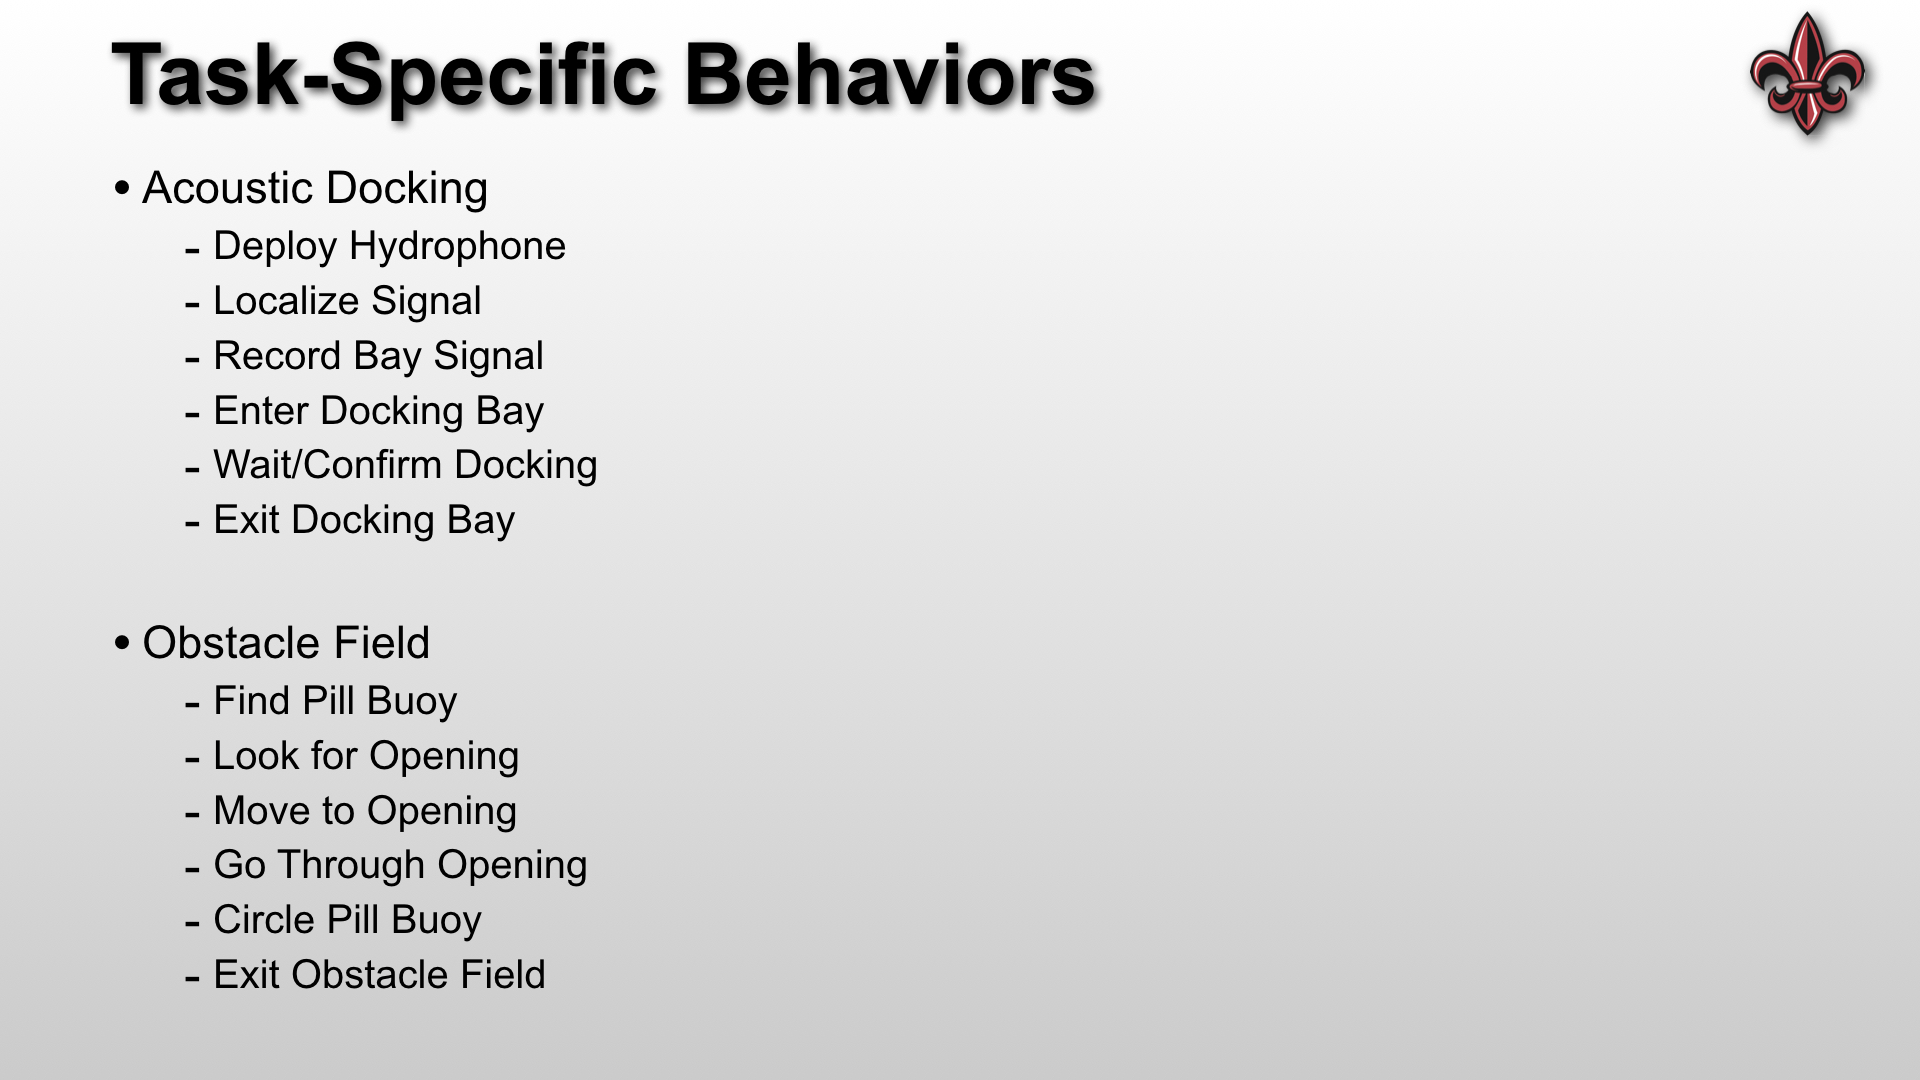 Task-Specific Behaviors
• Acoustic Docking
- Deploy Hydrophone
- Localize Signal
- Record Bay Signal
- Enter Docking Bay
- Wait/Confirm Docking
- Exit Docking Bay
• Obstacle Field
- Find Pill Buoy
- Look for Opening
- Move to Opening
- Go Through Opening
- Circle Pill Buoy
- Exit Obstacle Field